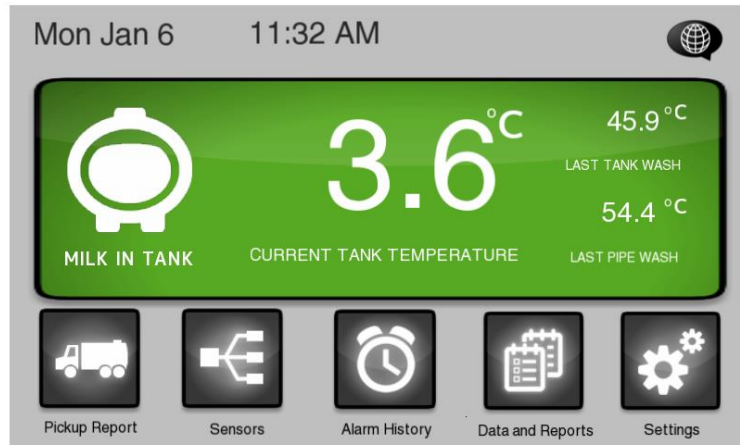 Mon Jan 6 11:32 AM
3.6 °C
45.9 °C
LAST TANK WASH
54.4 °C
MILK IN TANK CURRENT TANK TEMPERATURE LAST PIPE WASH
Pickup Report Sensors Alarm History Data and Reports Settings